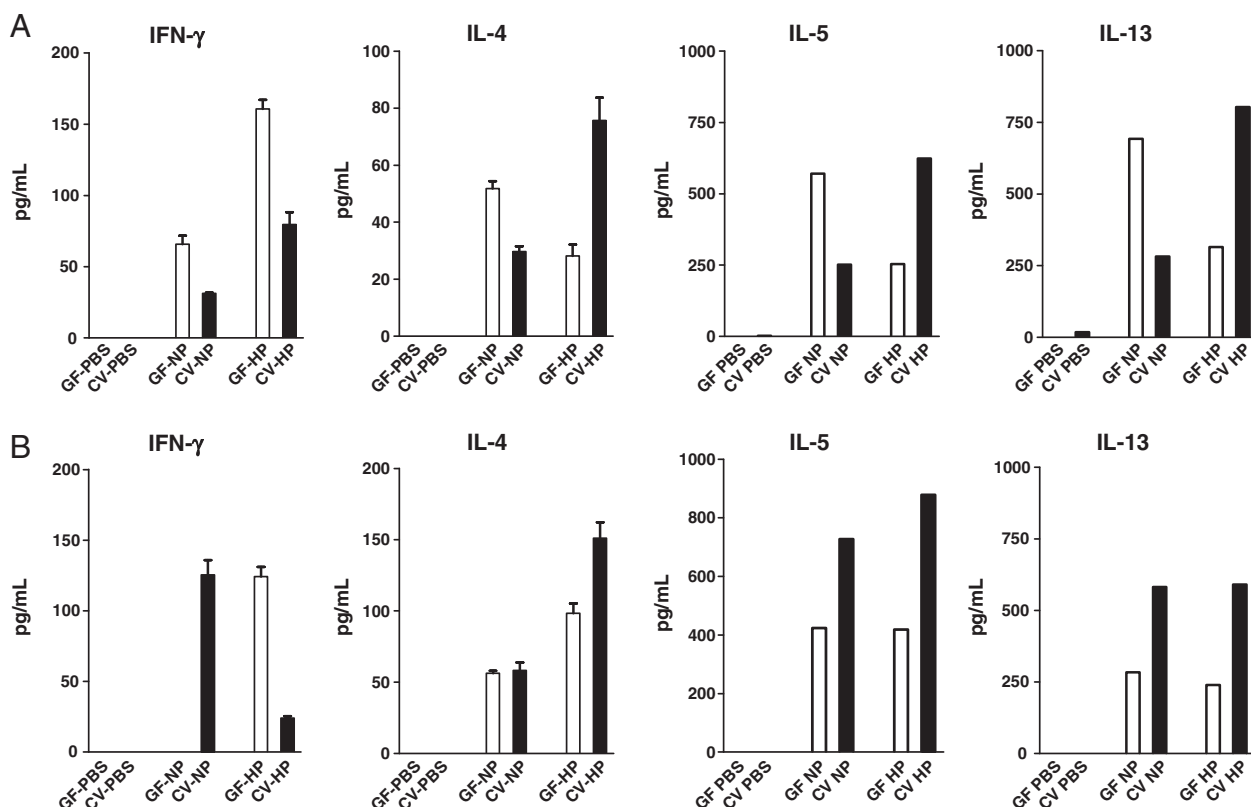 A
IFN-γ
IL-4
IL-5
IL-13
pg/mL
200
150
100
50
0
GF-PBS
CV-PBS
GF-NP
CV-NP
GF-HP
CV-HP
pg/mL
100
80
60
40
20
0
GF-PBS
CV-PBS
GF-NP
CV-NP
GF-HP
CV-HP
pg/mL
1000
750
500
250
0
GF PBS
CV PBS
GF NP
CV NP
GF HP
CV HP
pg/mL
1000
750
500
250
0
GF PBS
CV PBS
GF NP
CV NP
GF HP
CV HP
B
IFN-γ
IL-4
IL-5
IL-13
pg/mL
200
150
100
50
0
GF-PBS
CV-PBS
GF-NP
CV-NP
GF-HP
CV-HP
pg/mL
200
150
100
50
0
GF-PBS
CV-PBS
GF-NP
CV-NP
GF-HP
CV-HP
pg/mL
1000
800
600
400
200
0
GF PBS
CV PBS
GF NP
CV NP
GF HP
CV HP
pg/mL
1000
750
500
250
0
GF PBS
CV PBS
GF NP
CV NP
GF HP
CV HP